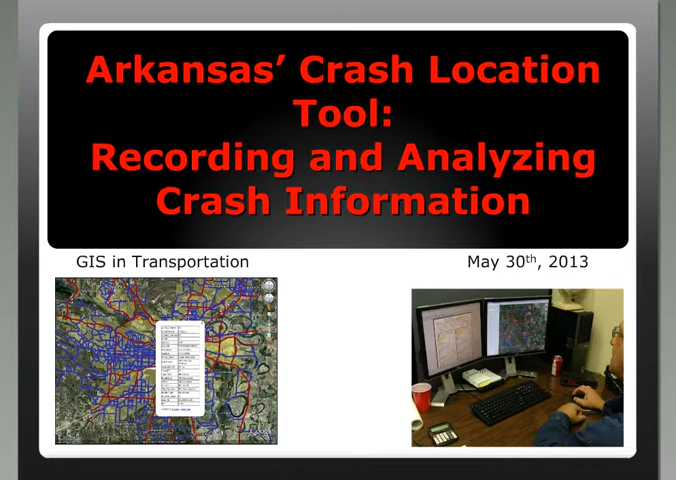 Arkansas’ Crash Location
Tool:
Recording and Analyzing
Crash Information
GIS in Transportation
May 30th, 2013